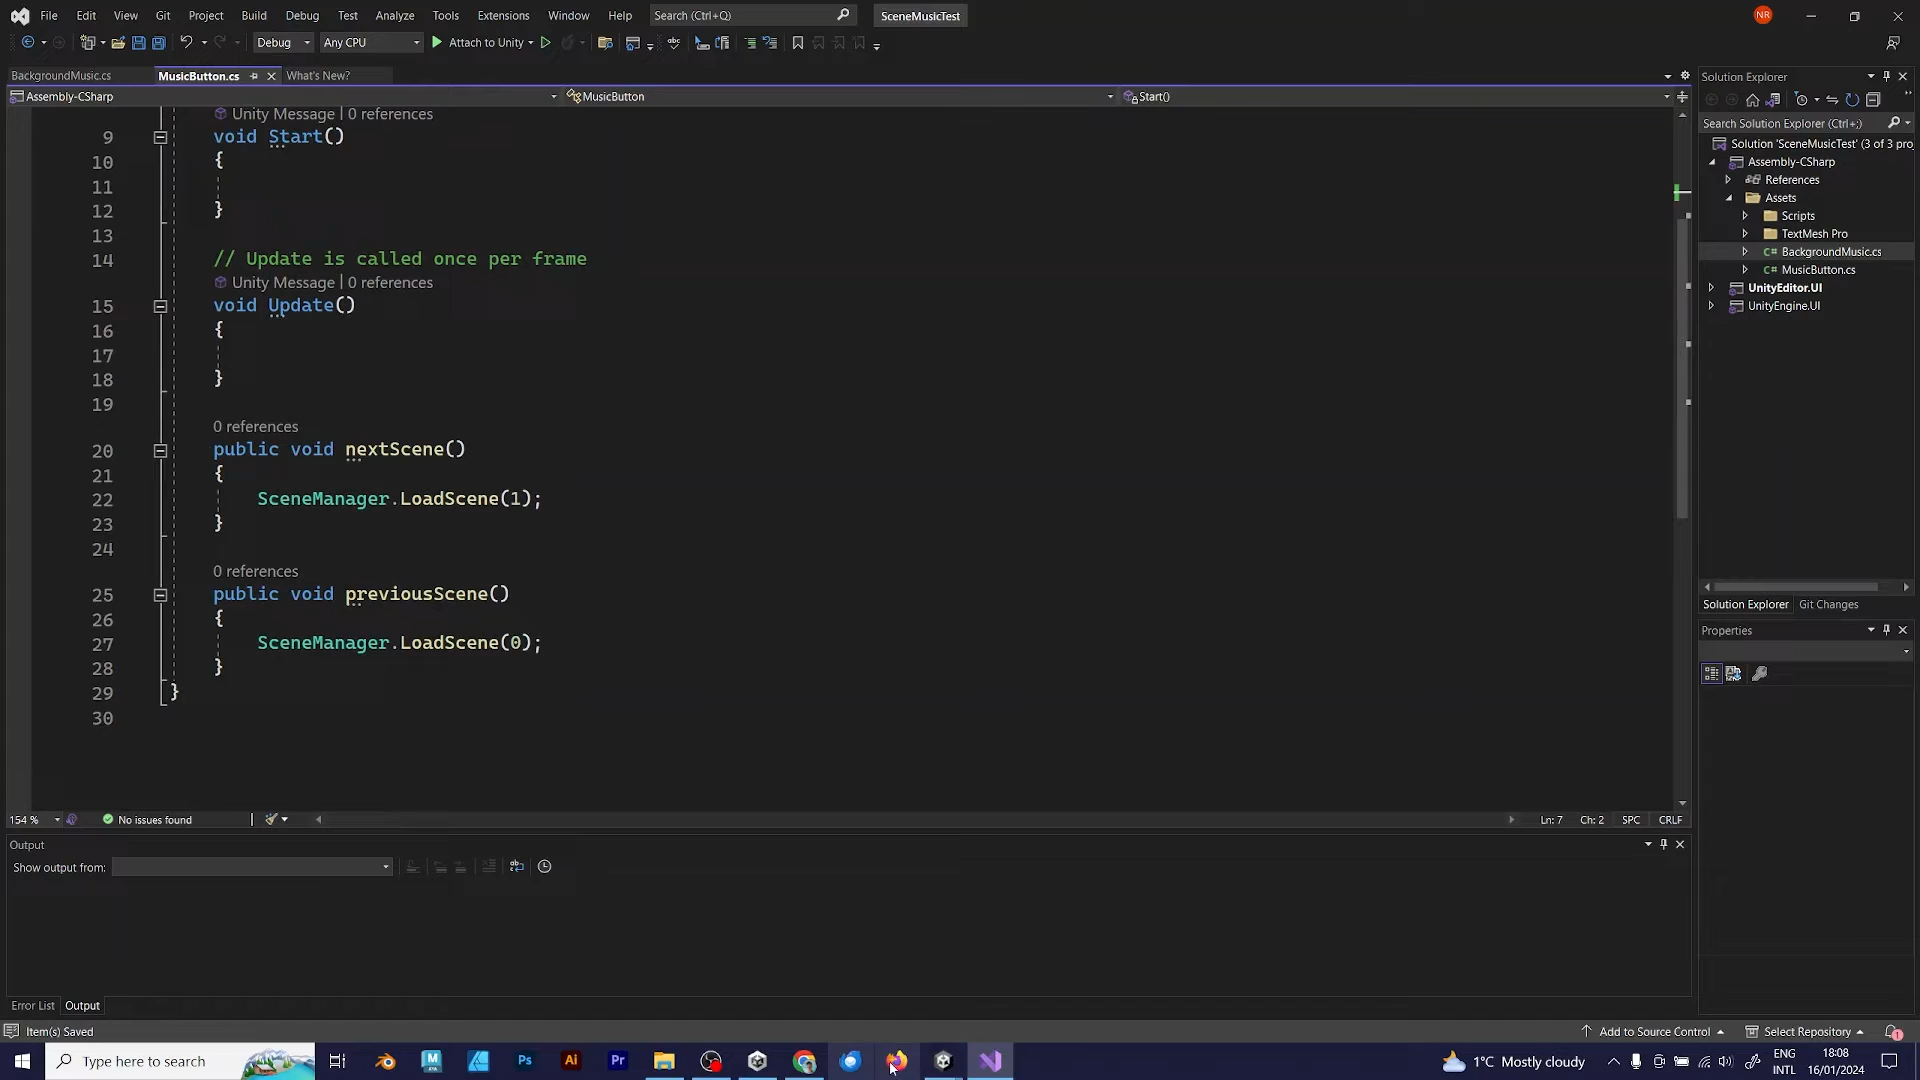 File Edit View Git Project Build Debug Test Analyze Tools Extensions Window Help Search (Ctrl+Q) SceneMusicTest NR
Debug Any CPU Attach to Unity
BackgroundMusic.cs MusicButton.cs What's New?
Assembly-CSharp MusicButton Start()
Unity Message | 0 references
9 void Start()
10 {
11
12 }
13
14 // Update is called once per frame
Unity Message | 0 references
15 void Update()
16 {
17
18 }
19
0 references
20 public void nextScene()
21 {
22 SceneManager.LoadScene(1);
23 }
24
0 references
25 public void previousScene()
26 {
27 SceneManager.LoadScene(0);
28 }
29 }
30
154 % No issues found Ln: 7 Ch: 2 SPC CRLF
Output
Show output from:
Error List Output
Item(s) Saved
Solution Explorer
Search Solution Explorer (Ctrl+;)
Solution 'SceneMusicTest' (3 of 3 pro
Assembly-CSharp
References
Assets
Scripts
TextMesh Pro
C# BackgroundMusic.cs
C# MusicButton.cs
UnityEditor.UI
UnityEngine.UI
Solution Explorer Git Changes
Properties
Add to Source Control Select Repository 1
Type here to search
Ps Ai Pr
1°C Mostly cloudy
ENG
INTL
18:08
16/01/2024